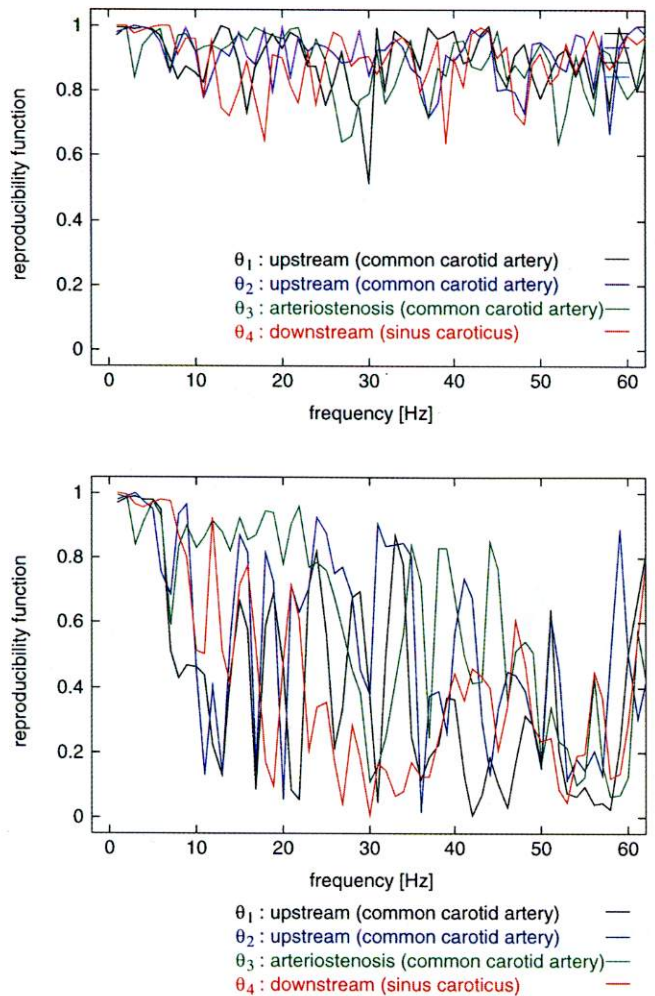 1
0.8
0.6
0.4
0.2
0
reproducibility function
θ1 : upstream (common carotid artery)
θ2 : upstream (common carotid artery)
θ3 : arteriostenosis (common carotid artery)
θ4 : downstream (sinus caroticus)
0 10 20 30 40 50 60
frequency [Hz]
1
0.8
0.6
0.4
0.2
0
reproducibility function
0 10 20 30 40 50 60
frequency [Hz]
θ1 : upstream (common carotid artery)
θ2 : upstream (common carotid artery)
θ3 : arteriostenosis (common carotid artery)
θ4 : downstream (sinus caroticus)